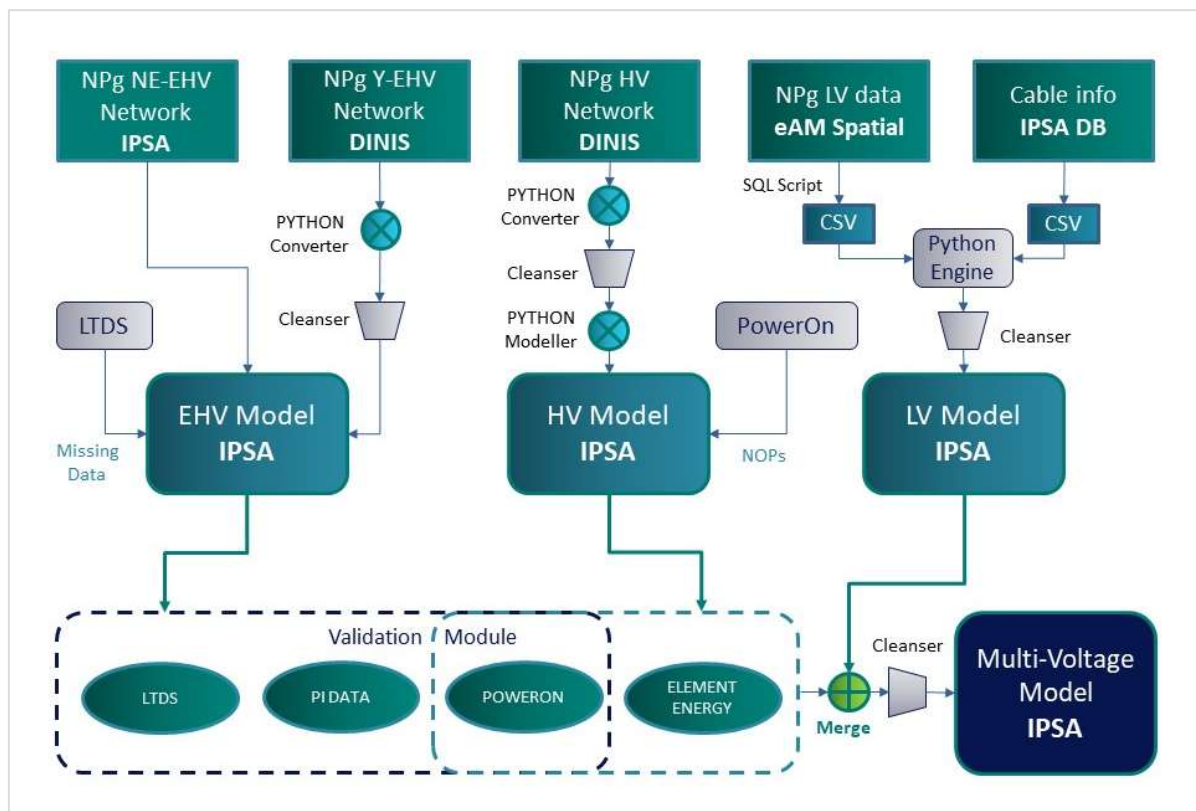 NPg NE-EHV
Network
IPSA
NPg Y-EHV
Network
DINIS
NPg HV
Network
DINIS
NPg LV data
eAM Spatial
Cable info
IPSA DB
PYTHON
Converter
PYTHON
Converter
SQL Script
CSV
CSV
Python
Engine
Cleanser
LTDS
Cleanser
PYTHON
Modeller
PowerOn
Cleanser
EHV Model
IPSA
HV Model
IPSA
LV Model
IPSA
Missing
Data
NOPs
Validation Module
LTDS
PI DATA
POWERON
ELEMENT
ENERGY
Merge
Cleanser
Multi-Voltage
Model
IPSA